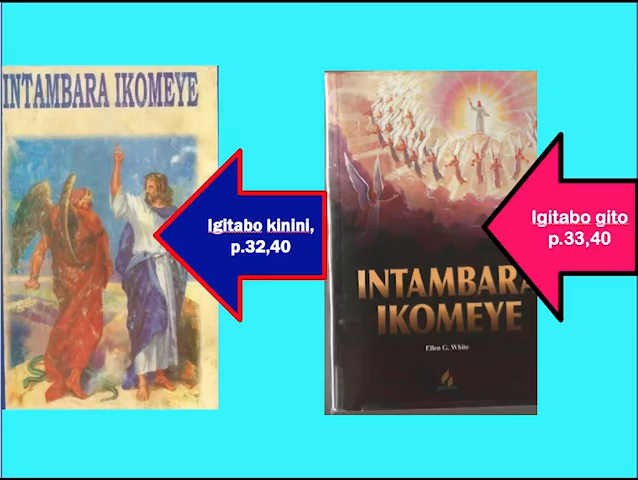 INTAMBARA IKOMEYE
Igitabo kinini,
p.32,40
Igitabo gito
p.33,40
INTAMBARA
IKOMEYE
Ellen G. White